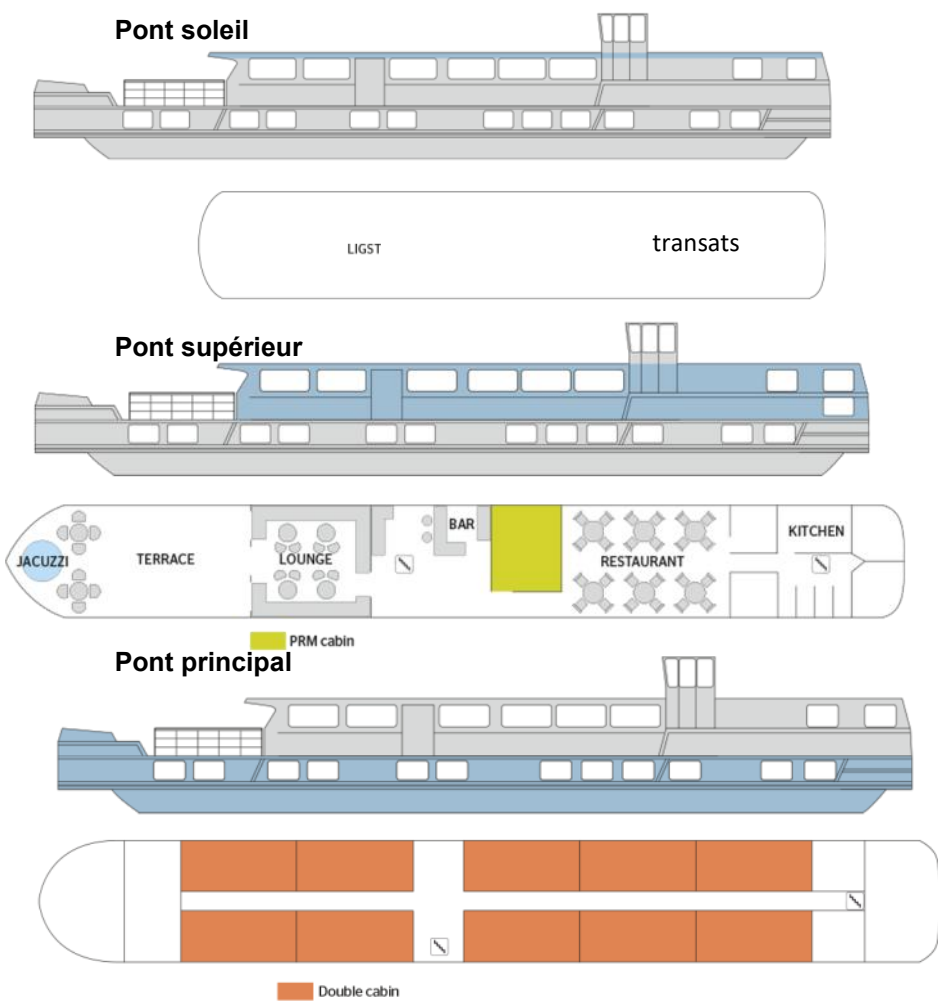 Pont soleil
LIGST
transats
Pont supérieur
JACUZZI
TERRACE
LOUNGE
BAR
RESTAURANT
KITCHEN
PRM cabin
Pont principal
Double cabin